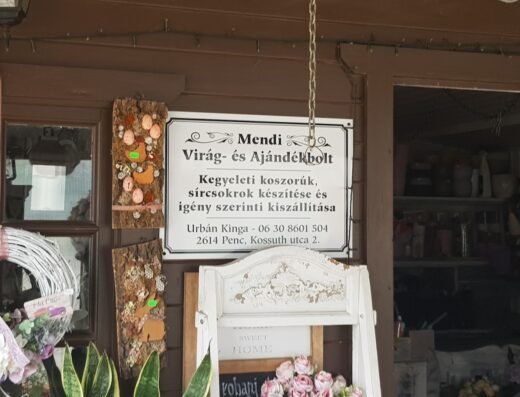 Mendi
Virág- és Ajándékbolt
Kegyeleti koszorúk,
sírcsokrok készítése és
igény szerinti kiszállítása
Urbán Kinga - 06 30 8601 504
2614 Penc, Kossuth utca 2.
SWEET
HOME